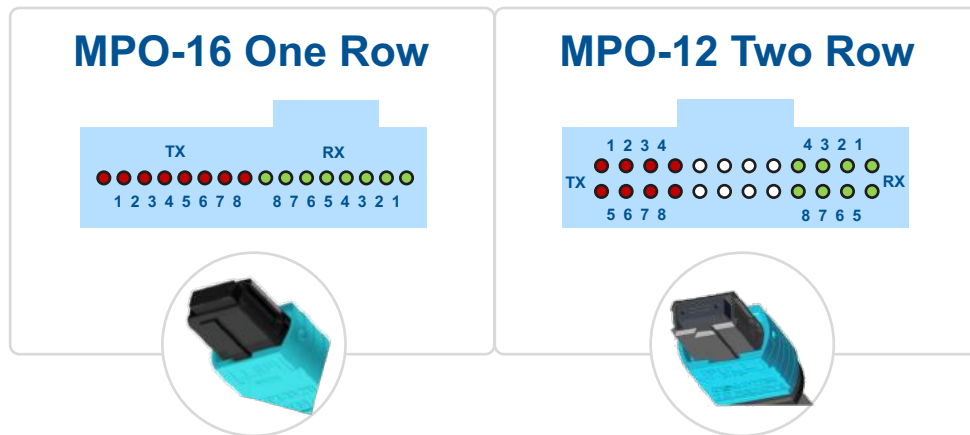 MPO-16 One Row
TX RX
1 2 3 4 5 6 7 8 8 7 6 5 4 3 2 1
MPO-12 Two Row
1 2 3 4 4 3 2 1
TX RX
5 6 7 8 8 7 6 5